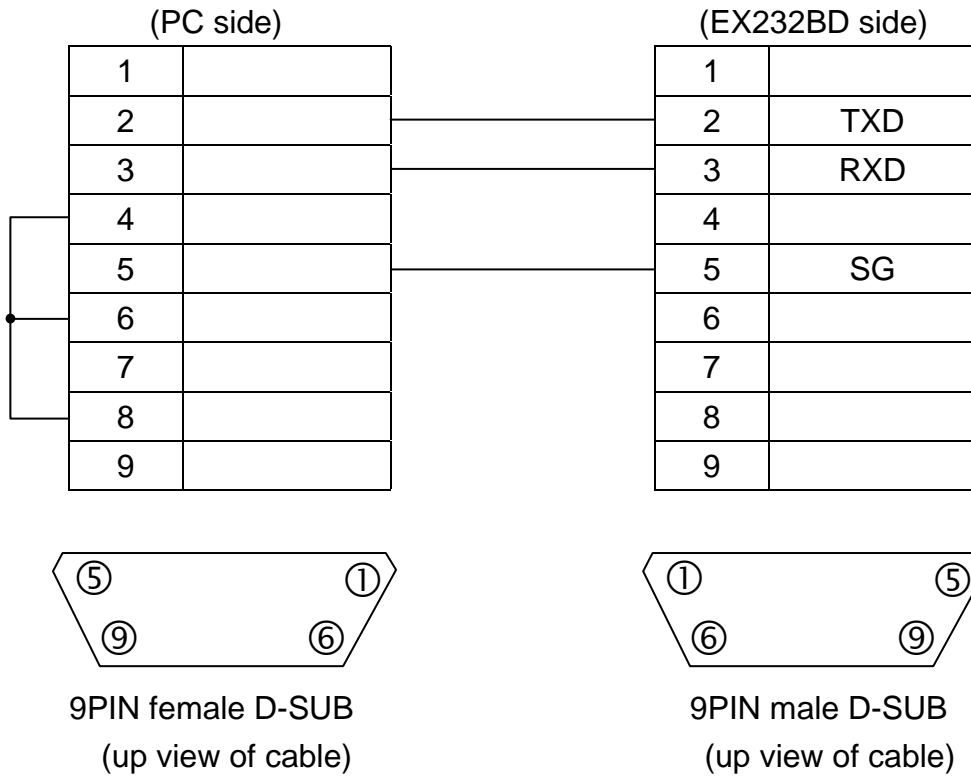 (PC side) (EX232BD side)
1 1
2 2 TXD
3 3 RXD
4 4
5 5 SG
6 6
7 7
8 8
9 9
⑤ ① ① ⑤
⑨ ⑥ ⑥ ⑨
9PIN female D-SUB 9PIN male D-SUB
(up view of cable) (up view of cable)